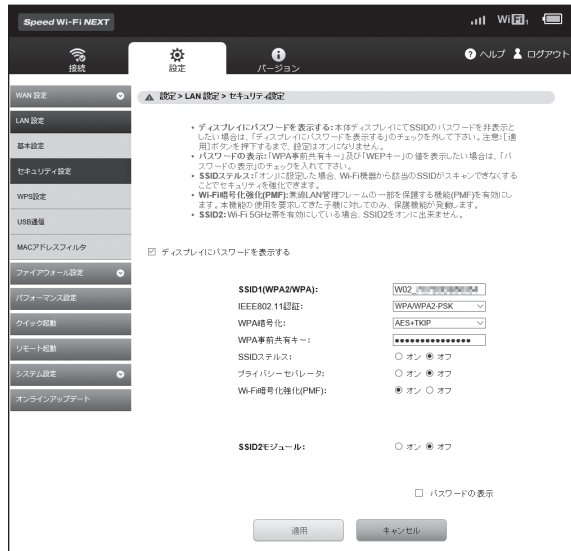 Speed Wi-Fi NEXT
WiFi1
接続
設定
バージョン
ヘルプ
ログアウト
WAN 設定
LAN 設定
基本設定
セキュリティ設定
WPS設定
USB通信
MACアドレスフィルタ
ファイアウォール設定
パフォーマンス設定
クイック起動
リモート起動
システム設定
オンラインアップデート
設定 > LAN 設定 > セキュリティ設定
• ディスプレイにパスワードを表示する:本体ディスプレイにてSSIDのパスワードを非表示と
したい場合は、「ディスプレイにパスワードを表示する」のチェックを外して下さい。注意:[適
用]ボタンを押下するまで、設定はオンになりません。
• パスワードの表示:「WPA事前共有キー」及び「WEPキー」の値を表示したい場合は、「パ
スワードの表示」のチェックを入れて下さい。
• SSIDステルス:「オン」に設定した場合、Wi-Fi機器から該当のSSIDがスキャンできなくする
ことでセキュリティを強化できます。
• Wi-Fi暗号化強化(PMF):無線LAN管理フレームの一部を保護する機能(PMF)を有効にし
ます。本機能の使用を要求してきた子機に対してのみ、保護機能が発動します。
• SSID2:Wi-Fi 5GHz帯を有効にしている場合、SSID2をオンに出来ません。
ディスプレイにパスワードを表示する
SSID1(WPA2/WPA):
W02_
IEEE802.11認証:
WPA/WPA2-PSK
WPA暗号化:
AES+TKIP
WPA事前共有キー:
SSIDステルス:
オン オフ
プライバシーセパレータ:
オン オフ
Wi-Fi暗号化強化(PMF):
オン オフ
SSID2モジュール:
オン オフ
パスワードの表示
適用
キャンセル